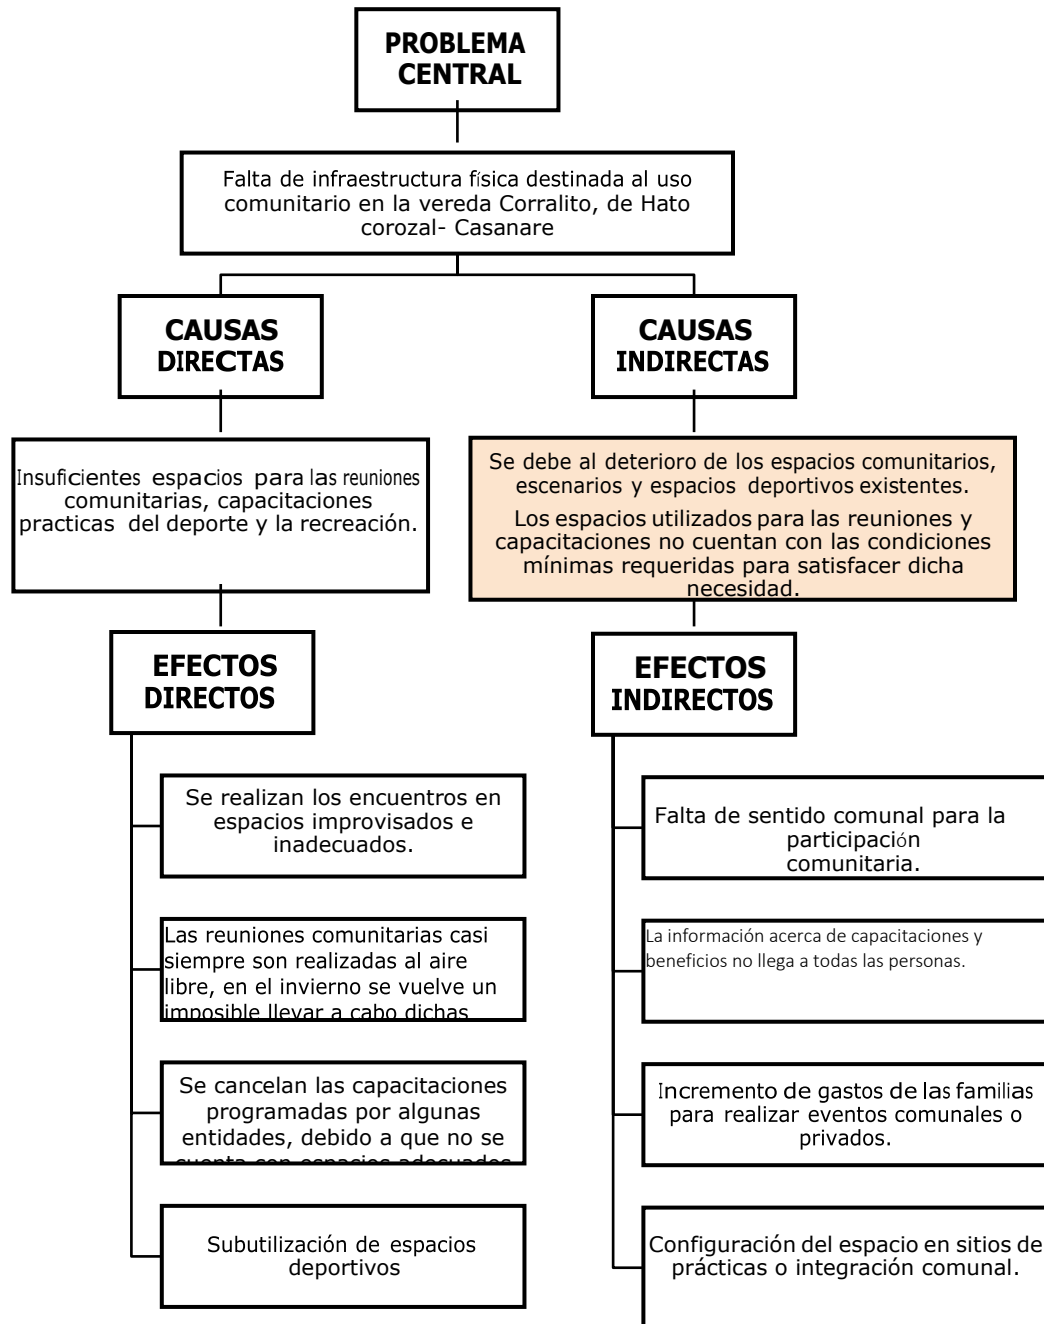 PROBLEMA
CENTRAL
Falta de infraestructura física destinada al uso
comunitario en la vereda Corralito, de Hato
corozal- Casanare
CAUSAS
DIRECTAS
CAUSAS
INDIRECTAS
Insuficientes espacios para las reuniones
comunitarias, capacitaciones
practicas del deporte y la recreación.
Se debe al deterioro de los espacios comunitarios,
escenarios y espacios deportivos existentes.
Los espacios utilizados para las reuniones y
capacitaciones no cuentan con las condiciones
mínimas requeridas para satisfacer dicha
necesidad.
EFECTOS
DIRECTOS
EFECTOS
INDIRECTOS
Se realizan los encuentros en
espacios improvisados e
inadecuados.
Las reuniones comunitarias casi
siempre son realizadas al aire
libre, en el invierno se vuelve un
imposible llevar a cabo dichas
Se cancelan las capacitaciones
programadas por algunas
entidades, debido a que no se
cuenta con espacios adecuados
Subutilización de espacios
deportivos
Falta de sentido comunal para la
participación
comunitaria.
La información acerca de capacitaciones y
beneficios no llega a todas las personas.
Incremento de gastos de las familias
para realizar eventos comunales o
privados.
Configuración del espacio en sitios de
prácticas o integración comunal.